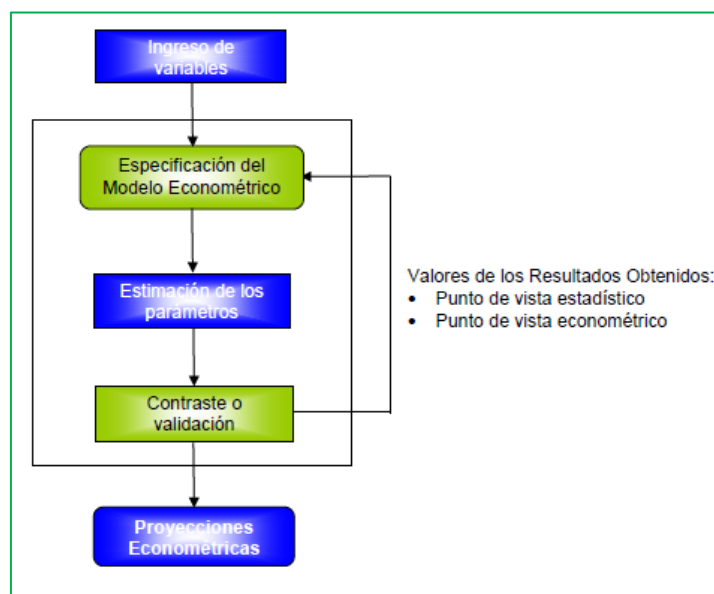 Ingreso de
variables
Especificación del
Modelo Econométrico
Estimación de los
parámetros
Valores de los Resultados Obtenidos:
• Punto de vista estadístico
• Punto de vista econométrico
Contraste o
validación
Proyecciones
Econométricas